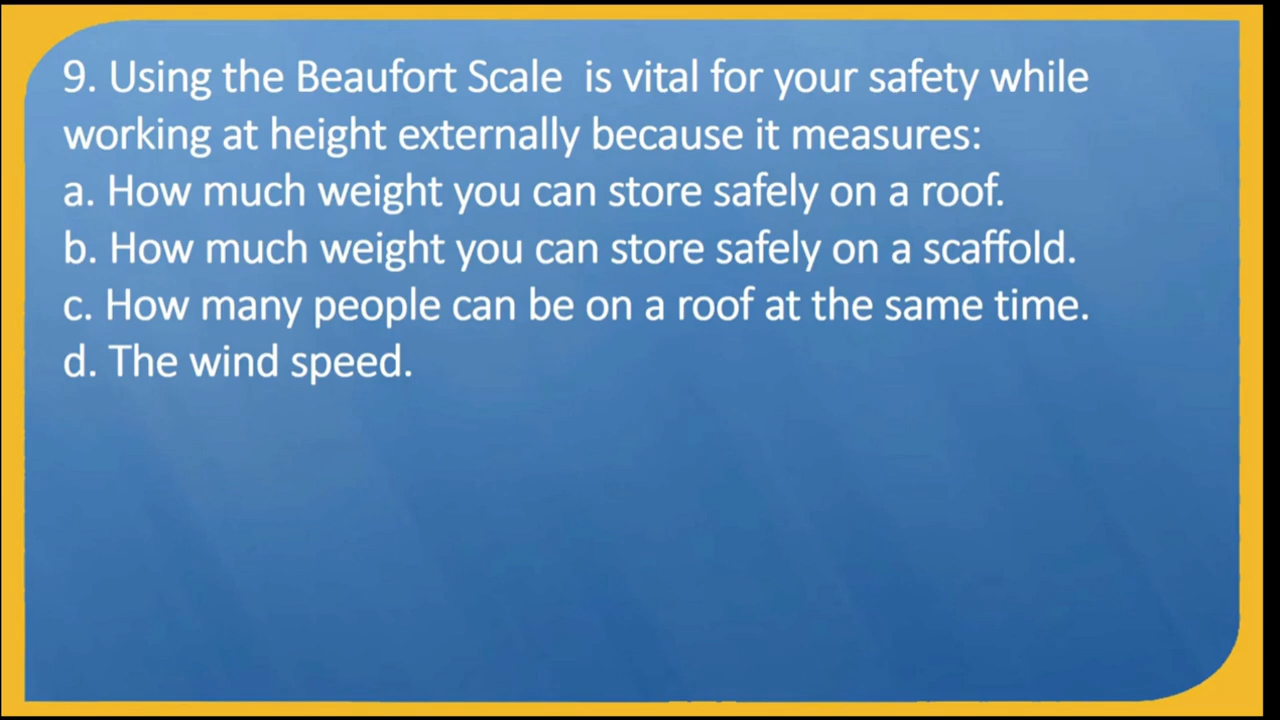 9. Using the Beaufort Scale  is vital for your safety while
working at height externally because it measures:
a. How much weight you can store safely on a roof.
b. How much weight you can store safely on a scaffold.
c. How many people can be on a roof at the same time.
d. The wind speed.